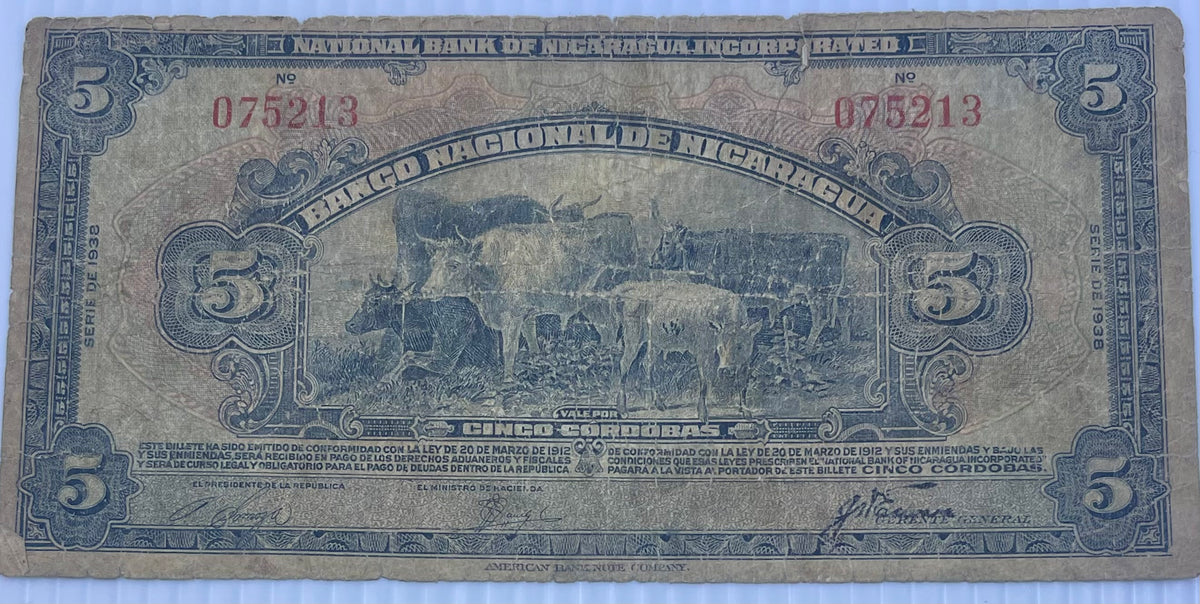 NATIONAL BANK OF NICARAGUA, INCORPORATED
5 5
Nº Nº
075213 075213
BANCO NACIONAL DE NICARAGUA
SERIE DE 1938
5 5
SERIE DE 1938
VALE POR
CINCO CÓRDOBAS
ESTE BILLETE HA SIDO EMITIDO DE CONFORMIDAD CON LA LEY DE 20 DE MARZO DE 1912
Y SUS ENMIENDAS, SERÁ RECIBIDO EN PAGO DE LOS DERECHOS ADUANEROS Y FISCALES
Y SERÁ DE CURSO LEGAL Y OBLIGATORIO PARA EL PAGO DE DEUDAS DENTRO DE LA REPÚBLICA
DE CONFORMIDAD CON LA LEY DE 20 DE MARZO DE 1912 Y SUS ENMIENDAS Y BAJO LAS
CONDICIONES QUE ESAS LEYES PRESCRIBEN EL NATIONAL BANK OF NICARAGUA INCORPORATED
PAGARÁ A LA VISTA AL PORTADOR DE ESTE BILLETE CINCO CÓRDOBAS
5 5
EL PRESIDENTE DE LA REPÚBLICA EL MINISTRO DE HACIENDA
GERENTE GENERAL
AMERICAN BANK NOTE COMPANY.